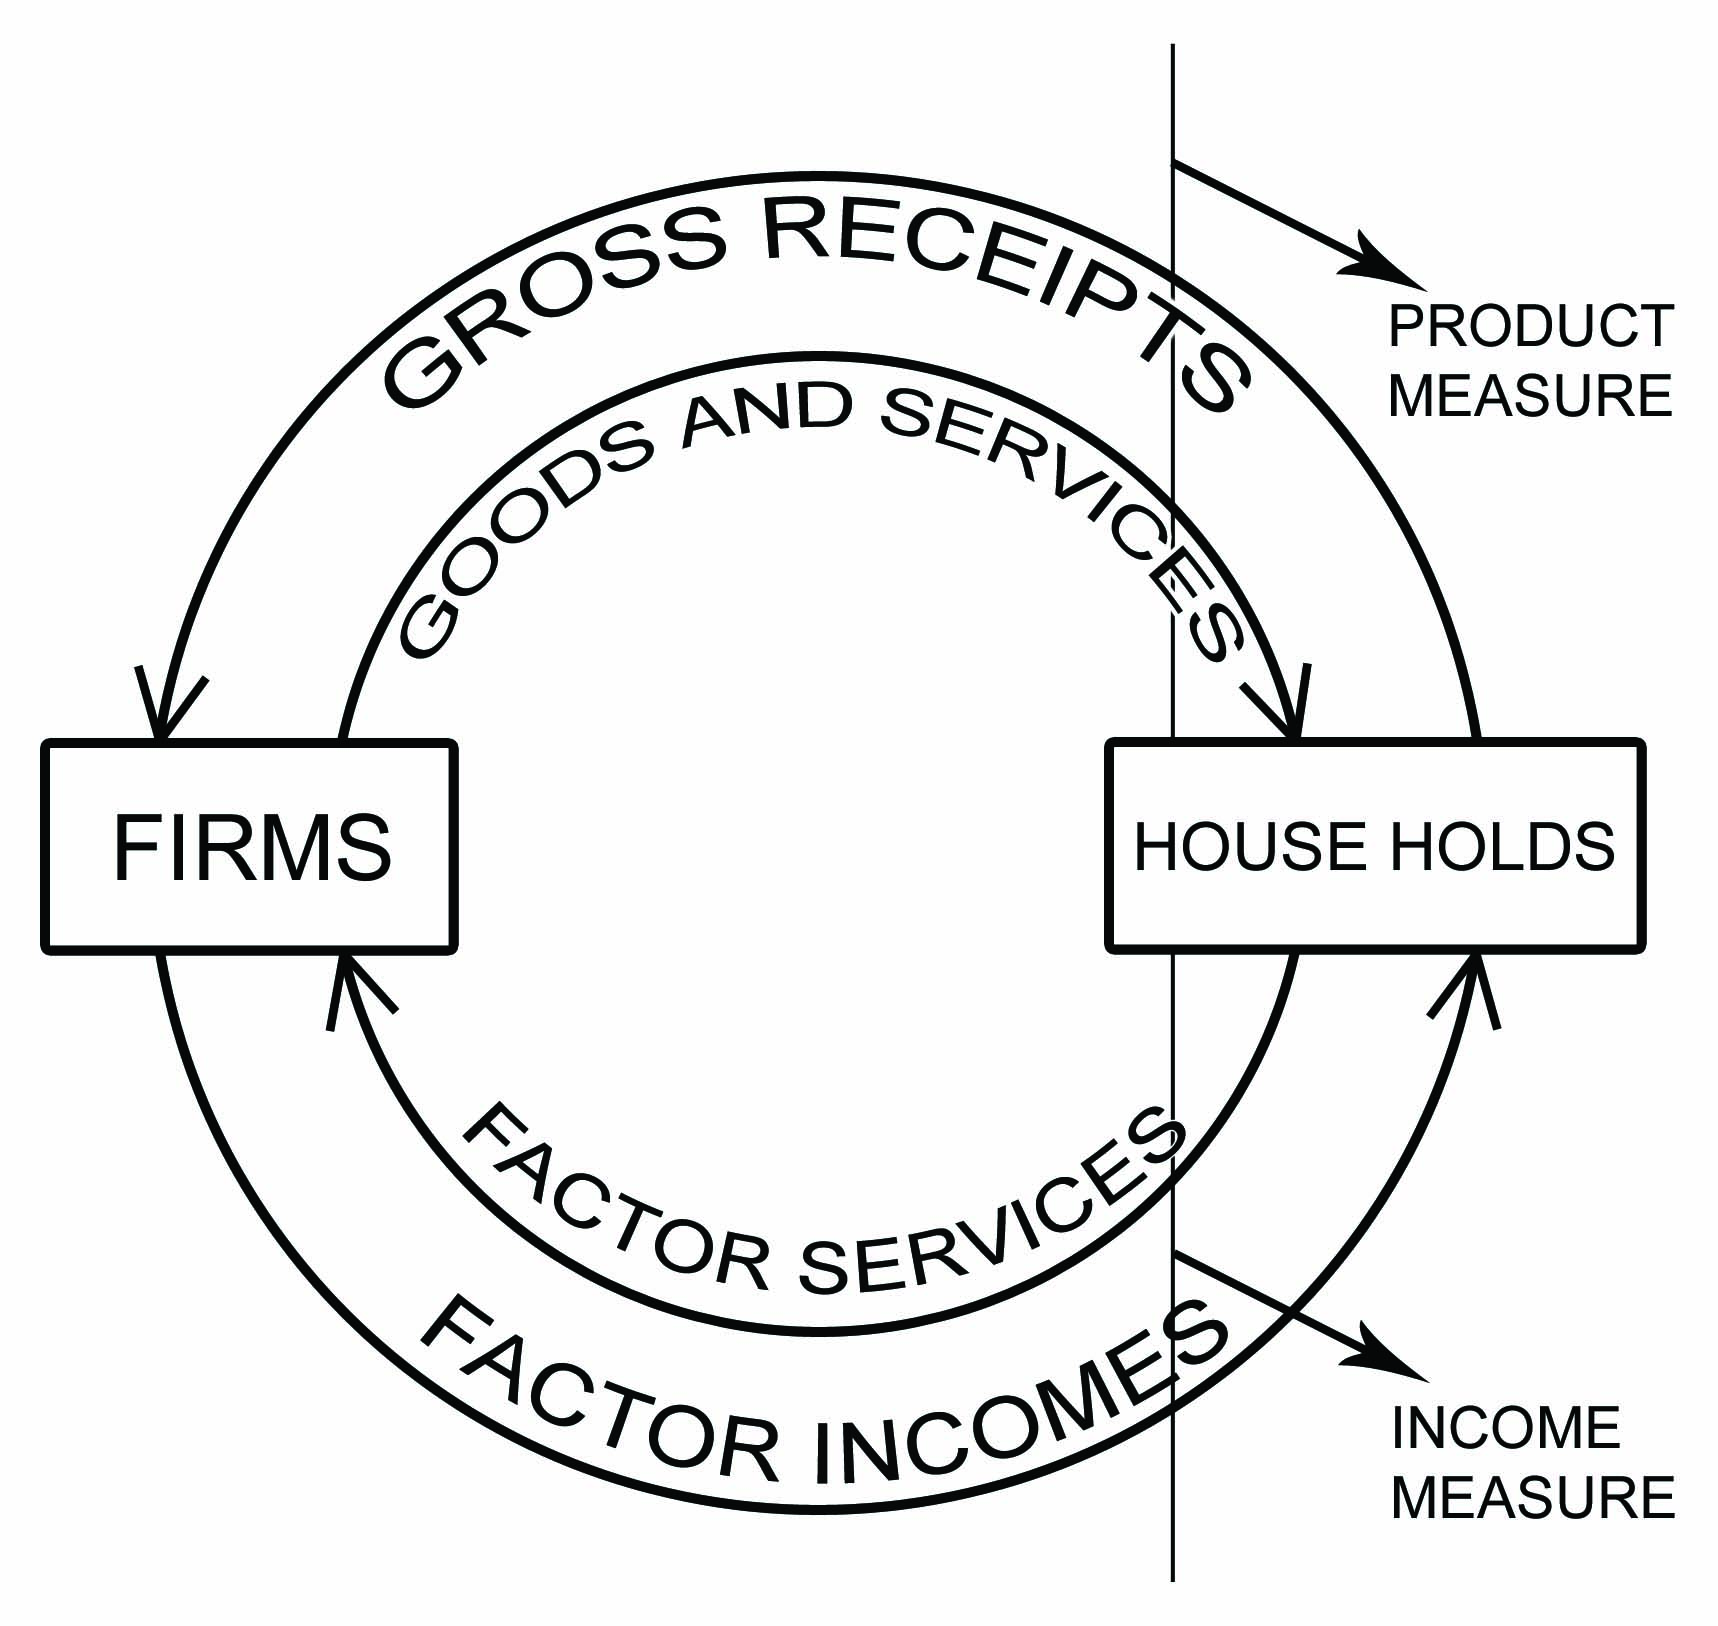 GROSS RECEIPTS
PRODUCT
MEASURE
GOODS AND SERVICES
FIRMS
HOUSE HOLDS
FACTOR SERVICES
FACTOR INCOMES
INCOME
MEASURE